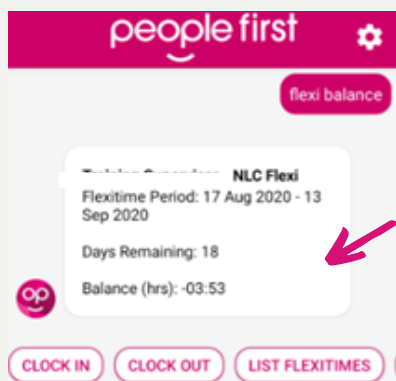 people first
flexi balance
NLC Flexi
Flexitime Period: 17 Aug 2020 - 13
Sep 2020
Days Remaining: 18
Balance (hrs): -03:53
op
CLOCK IN
CLOCK OUT
LIST FLEXITIMES